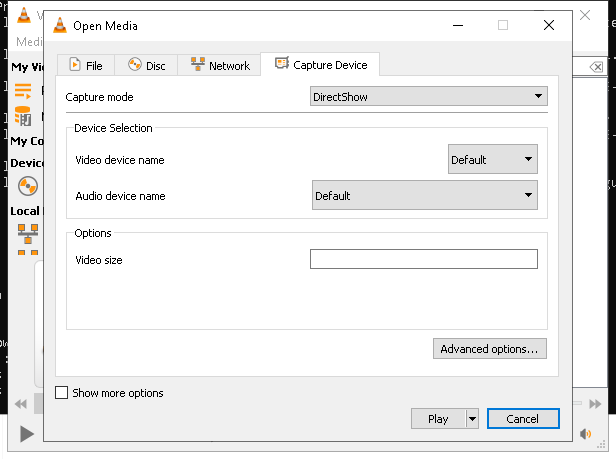 Open Media
Medi
File
Disc
Network
Capture Device
My Vi
Capture mode
DirectShow
Device Selection
Video device name
Default
My Co
Device
Audio device name
Default
Local
Options
Video size
Advanced options...
Show more options
Play
Cancel